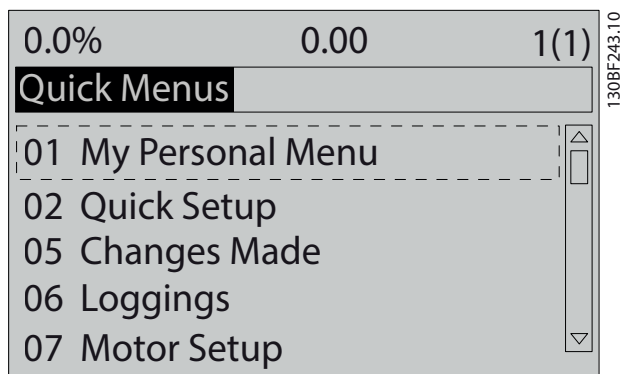 0.0% 0.00 1(1)
Quick Menus
01 My Personal Menu
02 Quick Setup
05 Changes Made
06 Loggings
07 Motor Setup
130BF243.10